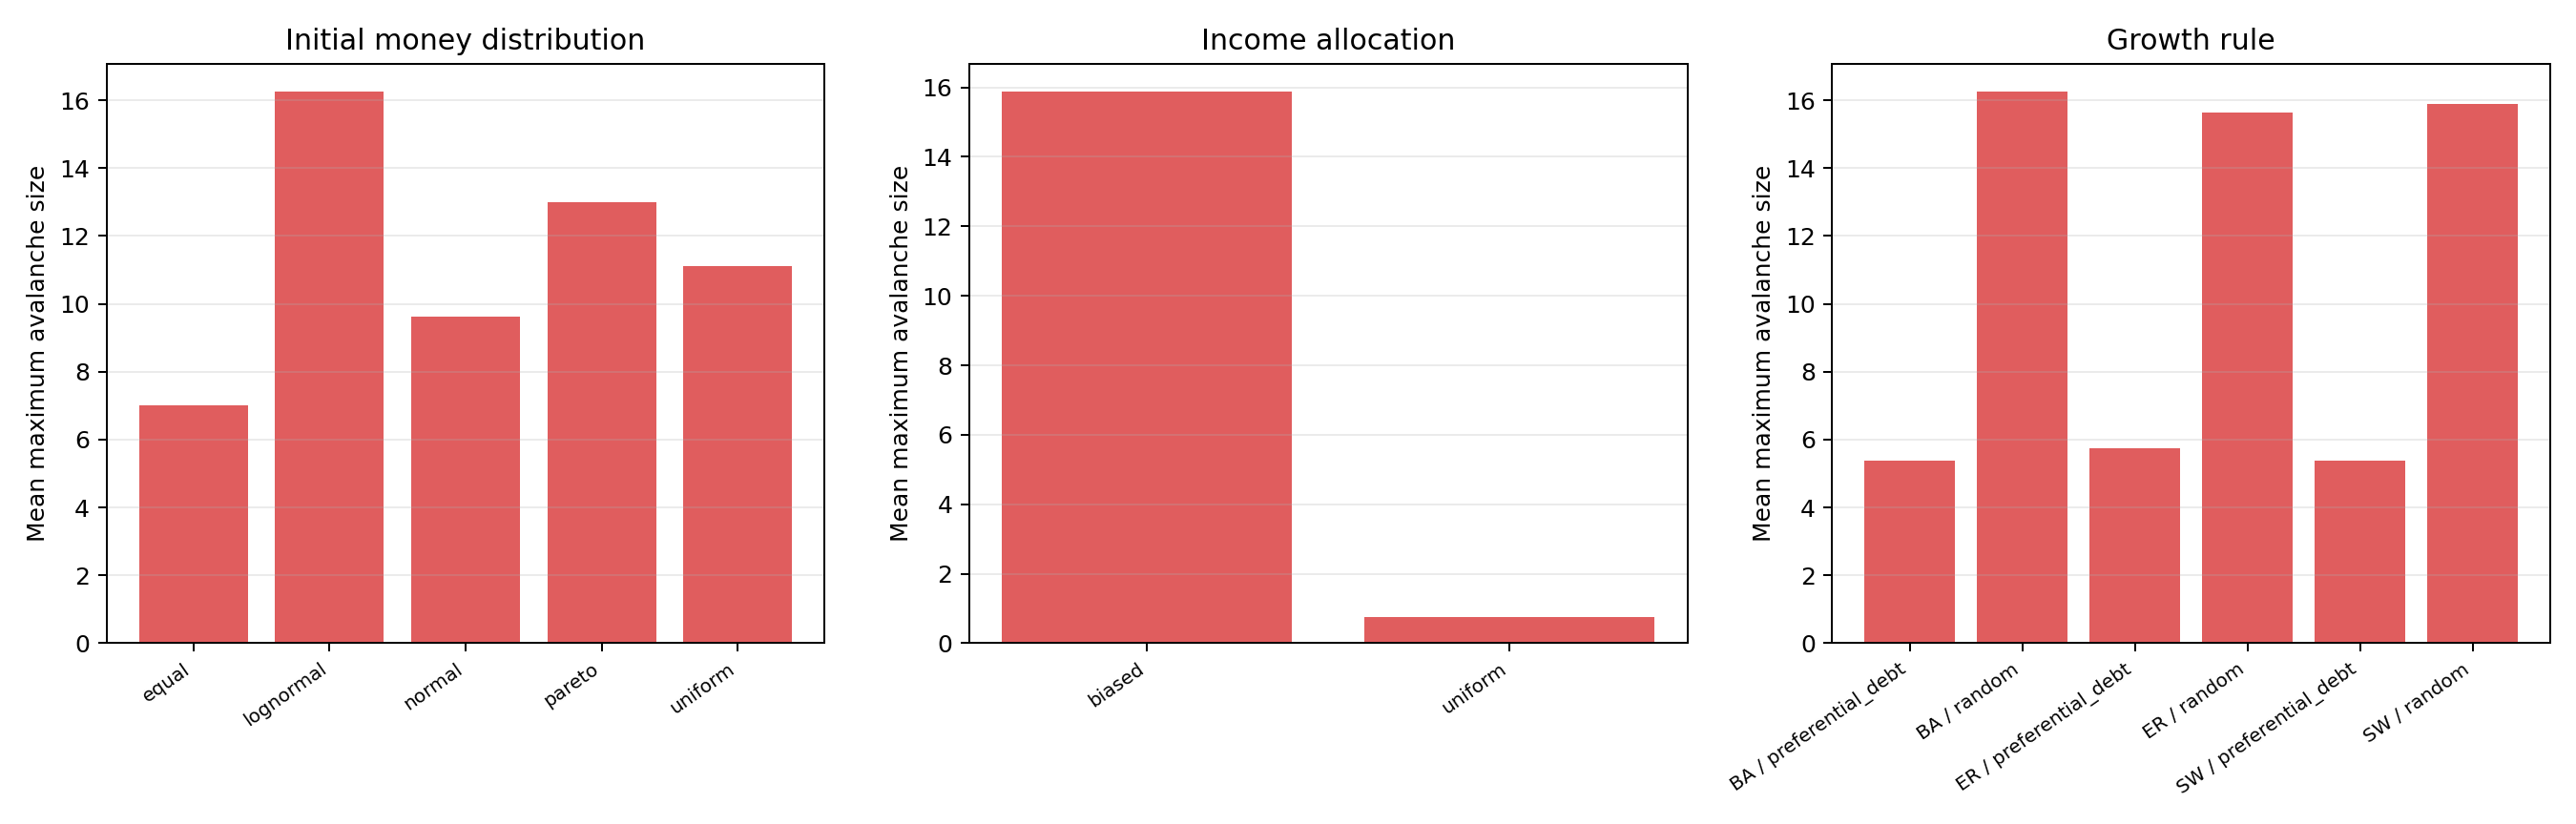 Initial money distribution
Mean maximum avalanche size
16
14
12
10
8
6
4
2
0
equal
lognormal
normal
pareto
uniform
Income allocation
Mean maximum avalanche size
16
14
12
10
8
6
4
2
0
biased
uniform
Growth rule
Mean maximum avalanche size
16
14
12
10
8
6
4
2
0
BA / preferential_debt
BA / random
ER / preferential_debt
ER / random
SW / preferential_debt
SW / random